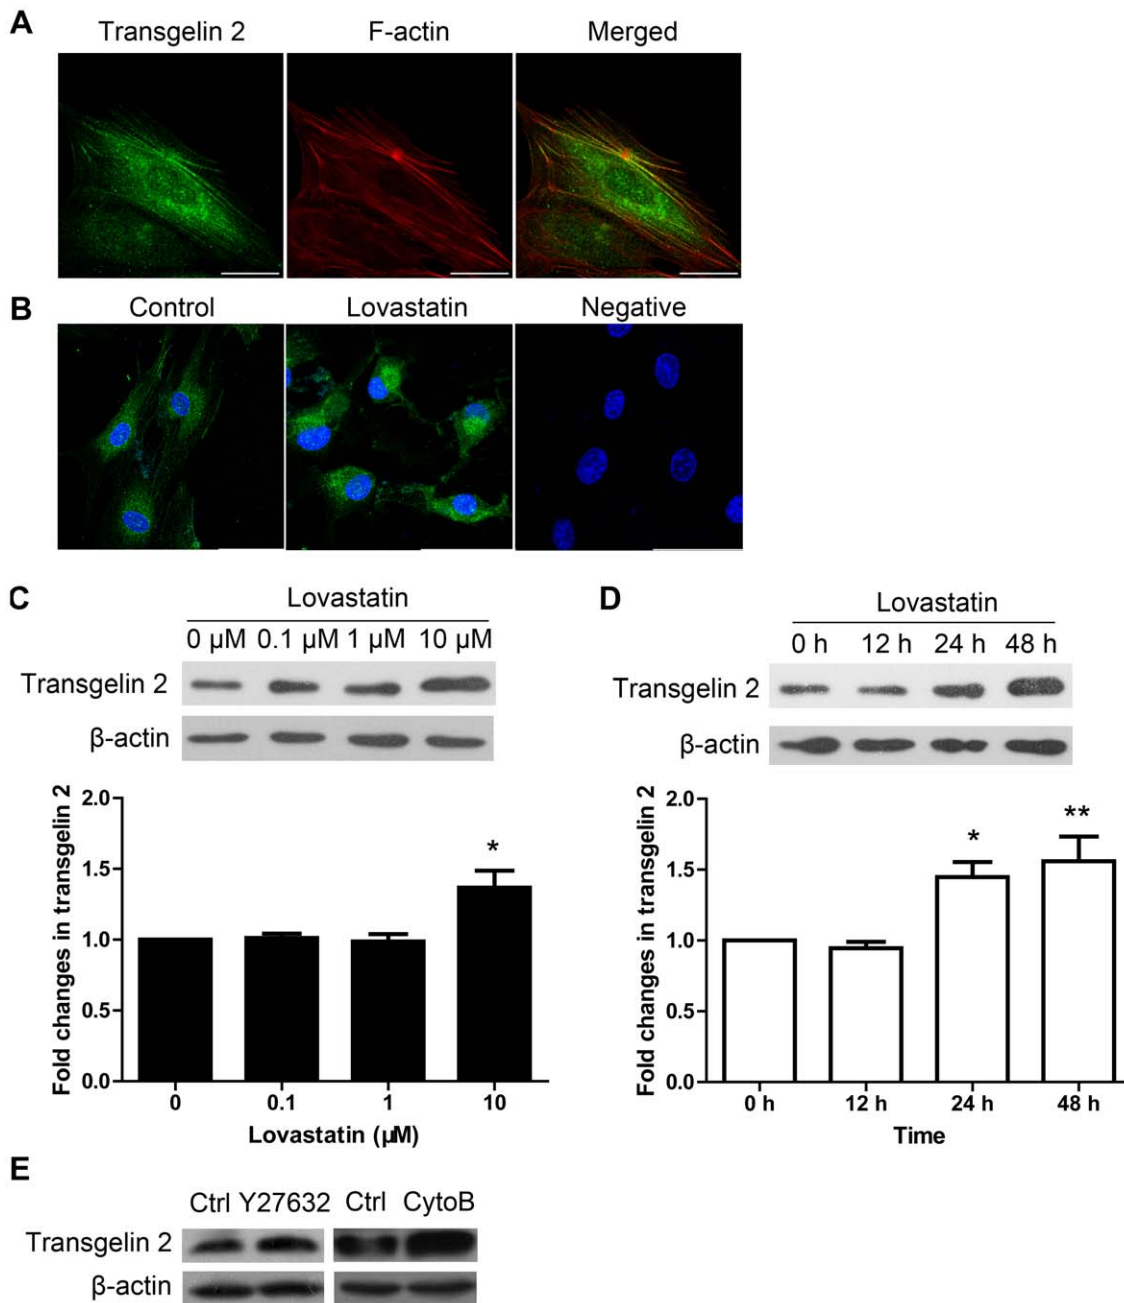 A
Transgelin 2 F-actin Merged
B
Control Lovastatin Negative
C
Lovastatin
0 µM 0.1 µM 1 µM 10 µM
Transgelin 2
β-actin
Fold changes in transgelin 2
2.0
1.5
1.0
0.5
0.0
*
0 0.1 1 10
Lovastatin (µM)
D
Lovastatin
0 h 12 h 24 h 48 h
Transgelin 2
β-actin
Fold changes in transgelin 2
2.0
1.5
1.0
0.5
0.0
* **
0 h 12 h 24 h 48 h
Time
E
Ctrl Y27632 Ctrl CytoB
Transgelin 2
β-actin